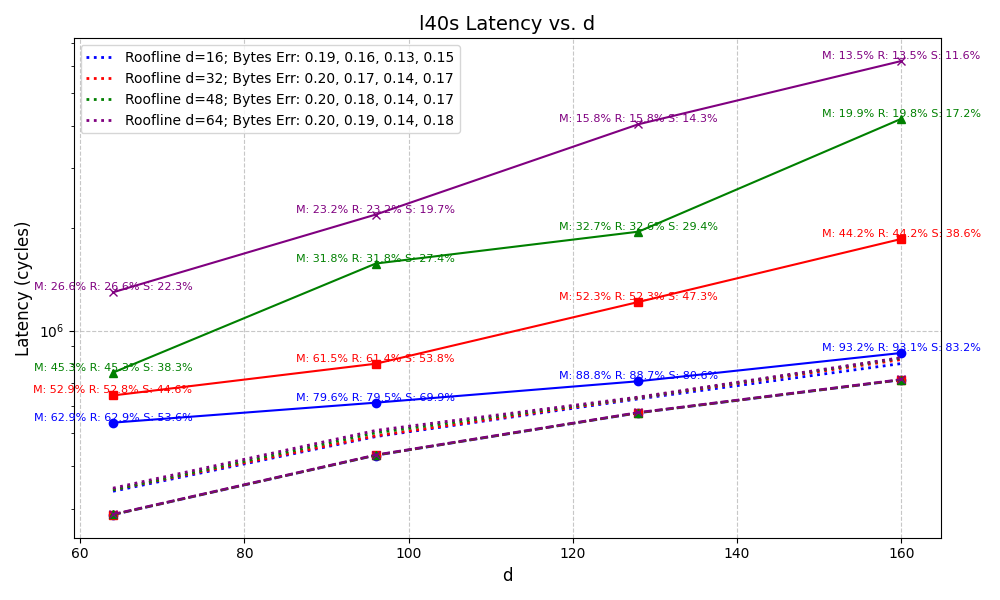 l40s Latency vs. d
Roofline d=16; Bytes Err: 0.19, 0.16, 0.13, 0.15
Roofline d=32; Bytes Err: 0.20, 0.17, 0.14, 0.17
Roofline d=48; Bytes Err: 0.20, 0.18, 0.14, 0.17
Roofline d=64; Bytes Err: 0.20, 0.19, 0.14, 0.18
M: 13.5% R: 13.5% S: 11.6%
M: 19.9% R: 19.8% S: 17.2%
M: 15.8% R: 15.8% S: 14.3%
M: 23.2% R: 23.2% S: 19.7%
M: 32.7% R: 32.6% S: 29.4%
M: 44.2% R: 44.2% S: 38.6%
M: 31.8% R: 31.8% S: 27.4%
M: 26.6% R: 26.6% S: 22.3%
M: 52.3% R: 52.3% S: 47.3%
M: 93.2% R: 93.1% S: 83.2%
M: 61.5% R: 61.4% S: 53.8%
M: 45.3% R: 45.3% S: 38.3%
M: 88.8% R: 88.7% S: 80.6%
M: 52.9% R: 52.8% S: 44.6%
M: 79.6% R: 79.5% S: 69.9%
M: 62.9% R: 62.9% S: 53.6%
Latency (cycles)
10⁶
60 80 100 120 140 160
d